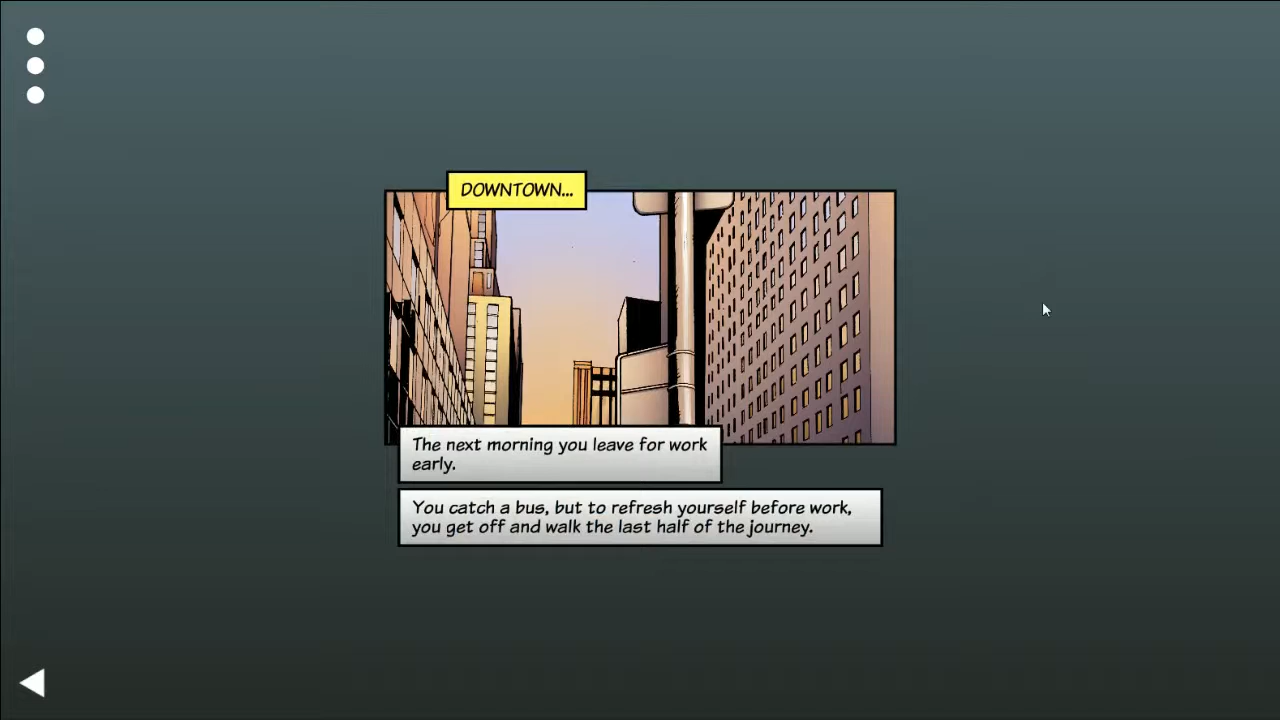 DOWNTOWN...
The next morning you leave for work
early.
You catch a bus, but to refresh yourself before work,
you get off and walk the last half of the journey.